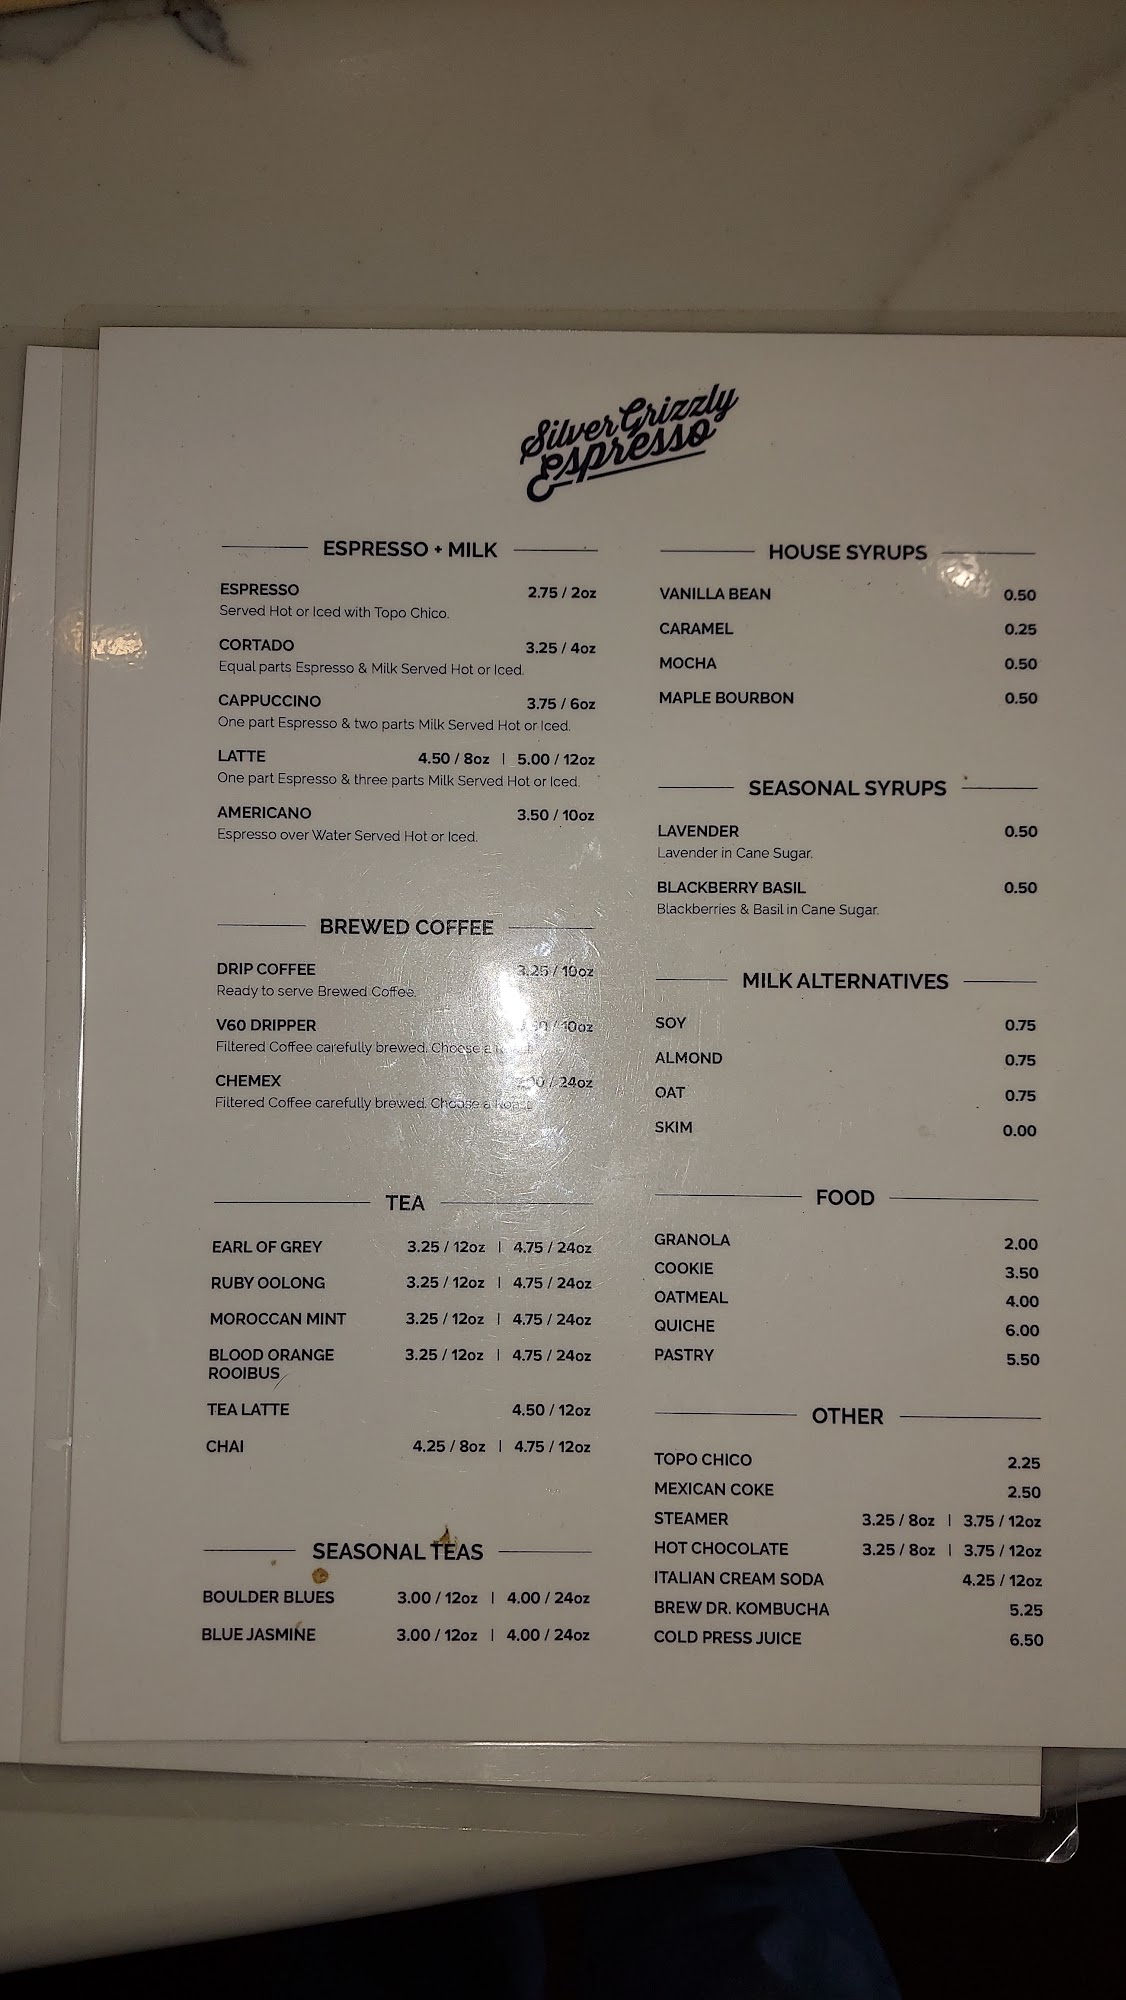 Silver Grizzly
Espresso
ESPRESSO + MILK
ESPRESSO 2.75 / 2oz
Served Hot or Iced with Topo Chico.
CORTADO 3.25 / 4oz
Equal parts Espresso & Milk Served Hot or Iced.
CAPPUCCINO 3.75 / 6oz
One part Espresso & two parts Milk Served Hot or Iced.
LATTE 4.50 / 8oz | 5.00 / 12oz
One part Espresso & three parts Milk Served Hot or Iced.
AMERICANO 3.50 / 10oz
Espresso over Water Served Hot or Iced.
BREWED COFFEE
DRIP COFFEE 3.25 / 10oz
Ready to serve Brewed Coffee.
V60 DRIPPER / 10oz
Filtered Coffee carefully brewed. Choose a Roast.
CHEMEX / 24oz
Filtered Coffee carefully brewed. Choose a Roast.
TEA
EARL OF GREY 3.25 / 12oz | 4.75 / 24oz
RUBY OOLONG 3.25 / 12oz | 4.75 / 24oz
MOROCCAN MINT 3.25 / 12oz | 4.75 / 24oz
BLOOD ORANGE 3.25 / 12oz | 4.75 / 24oz
ROOIBUS
TEA LATTE 4.50 / 12oz
CHAI 4.25 / 8oz | 4.75 / 12oz
SEASONAL TEAS
BOULDER BLUES 3.00 / 12oz | 4.00 / 24oz
BLUE JASMINE 3.00 / 12oz | 4.00 / 24oz
HOUSE SYRUPS
VANILLA BEAN 0.50
CARAMEL 0.25
MOCHA 0.50
MAPLE BOURBON 0.50
SEASONAL SYRUPS
LAVENDER 0.50
Lavender in Cane Sugar.
BLACKBERRY BASIL 0.50
Blackberries & Basil in Cane Sugar.
MILK ALTERNATIVES
SOY 0.75
ALMOND 0.75
OAT 0.75
SKIM 0.00
FOOD
GRANOLA 2.00
COOKIE 3.50
OATMEAL 4.00
QUICHE 6.00
PASTRY 5.50
OTHER
TOPO CHICO 2.25
MEXICAN COKE 2.50
STEAMER 3.25 / 8oz | 3.75 / 12oz
HOT CHOCOLATE 3.25 / 8oz | 3.75 / 12oz
ITALIAN CREAM SODA 4.25 / 12oz
BREW DR. KOMBUCHA 5.25
COLD PRESS JUICE 6.50